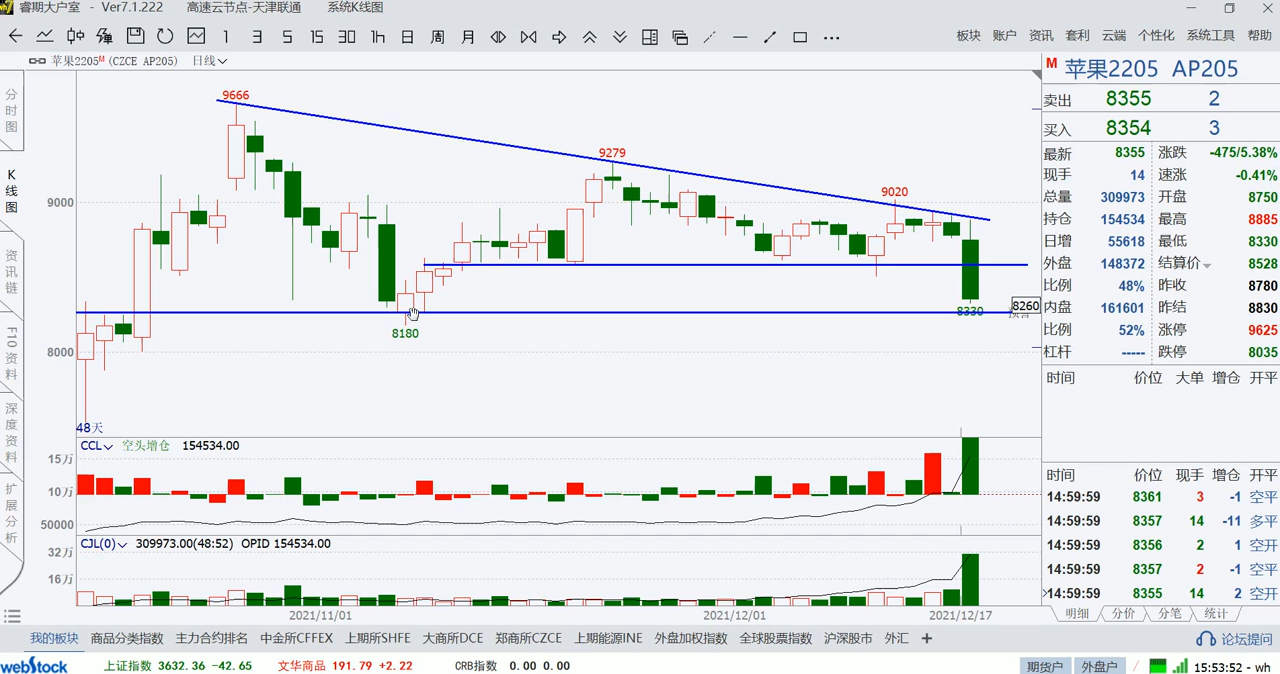 睿期大户室 - Ver7.1.222 高速云节点-天津联通 系统K线图
1 3 5 15 30 1h 日 周 月
板块 账户 资讯 套利 云端 个性化 系统工具 帮助
苹果2205M (CZCE AP205) 日线
分时图
K线图
资讯链
F10资料
深度资料
扩展分析
9666
9279
9020
9000
8260
8330
8180
8000
48天
CCL 空头增仓 154534.00
15万
10万
50000
CJL(0) 309973.00(48:52) OPID 154534.00
32万
16万
2021/11/01 2021/12/01 2021/12/17
M 苹果2205 AP205
卖出 8355 2
买入 8354 3
最新 8355 涨跌 -475/5.38%
现手 14 速涨 -0.41%
总量 309973 开盘 8750
持仓 154534 最高 8885
日增 55618 最低 8330
外盘 148372 结算价 8528
比例 48% 昨收 8780
内盘 161601 昨结 8830
比例 52% 涨停 9625
杠杆 ----- 跌停 8035
时间 价位 大单 增仓 开平
时间 价位 现手 增仓 开平
14:59:59 8361 3 -1 空平
14:59:59 8357 14 -11 多平
14:59:59 8356 2 1 空开
14:59:59 8357 2 -1 空平
14:59:59 8355 14 2 空开
明细 分价 分笔 统计
我的板块 商品分类指数 主力合约排名 中金所CFFEX 上期所SHFE 大商所DCE 郑商所CZCE 上期能源INE 外盘加权指数 全球股票指数 沪深股市 外汇 + 论坛提问
webstock 上证指数 3632.36 -42.65 文华商品 191.79 +2.22 CRB指数 0.00 0.00 期货户 外盘户 15:53:52 - wh